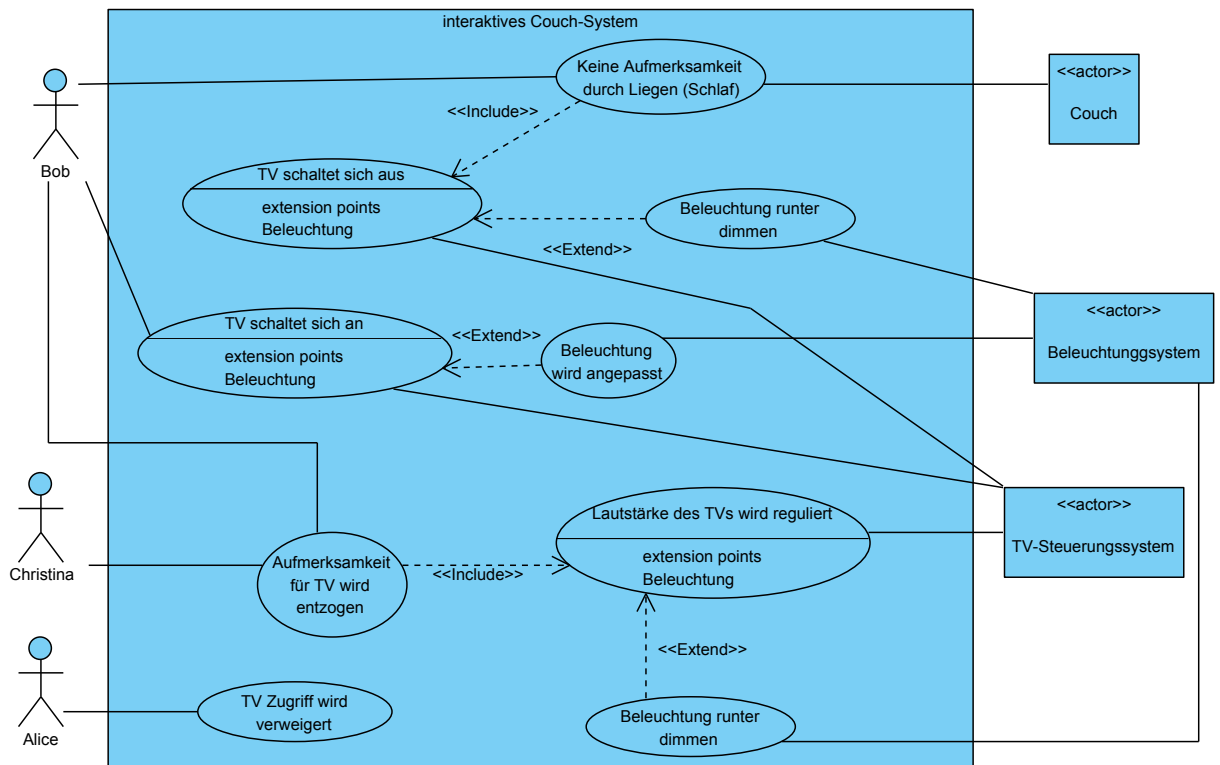 interaktives Couch-System
Keine Aufmerksamkeit
durch Liegen (Schlaf)
<<actor>>
Couch
<<Include>>
Bob
TV schaltet sich aus
extension points
Beleuchtung
Beleuchtung runter
dimmen
<<Extend>>
<<actor>>
Beleuchtunggsystem
TV schaltet sich an
extension points
Beleuchtung
<<Extend>>
Beleuchtung
wird angepasst
Christina
Lautstärke des TVs wird reguliert
extension points
Beleuchtung
<<actor>>
TV-Steuerungssystem
Aufmerksamkeit
für TV wird
entzogen
<<Include>>
<<Extend>>
Alice
TV Zugriff wird
verweigert
Beleuchtung runter
dimmen